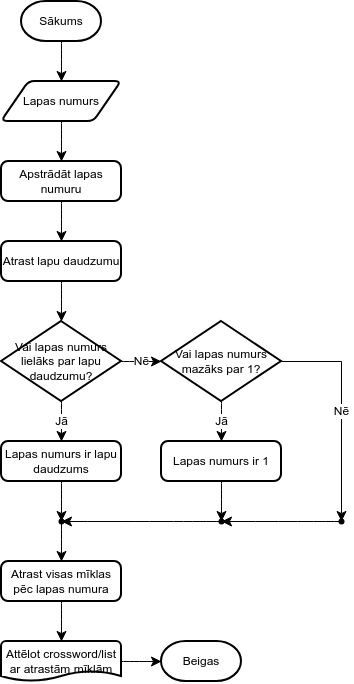 Sākums
Lapas numurs
Apstrādāt lapas
numuru
Atrast lapu daudzumu
Vai lapas numurs
lielāks par lapu
daudzumu?
Nē
Vai lapas numurs
mazāks par 1?
Nē
Jā
Jā
Lapas numurs ir lapu
daudzums
Lapas numurs ir 1
Atrast visas mīklas
pēc lapas numura
Attēlot crossword/list
ar atrastām mīklām
Beigas